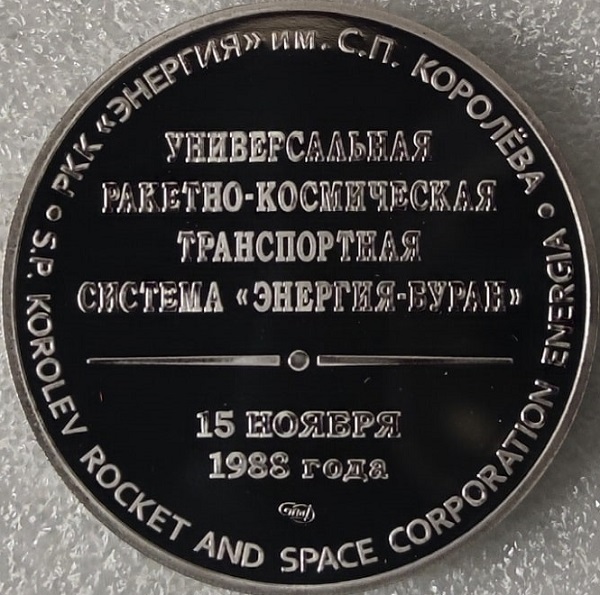 РКК «ЭНЕРГИЯ» им. С.П. КОРОЛЁВА
УНИВЕРСАЛЬНАЯ
РАКЕТНО-КОСМИЧЕСКАЯ
ТРАНСПОРТНАЯ
СИСТЕМА «ЭНЕРГИЯ-БУРАН»
15 НОЯБРЯ
1988 года
S.P. KOROLEV ROCKET AND SPACE CORPORATION ENERGIA